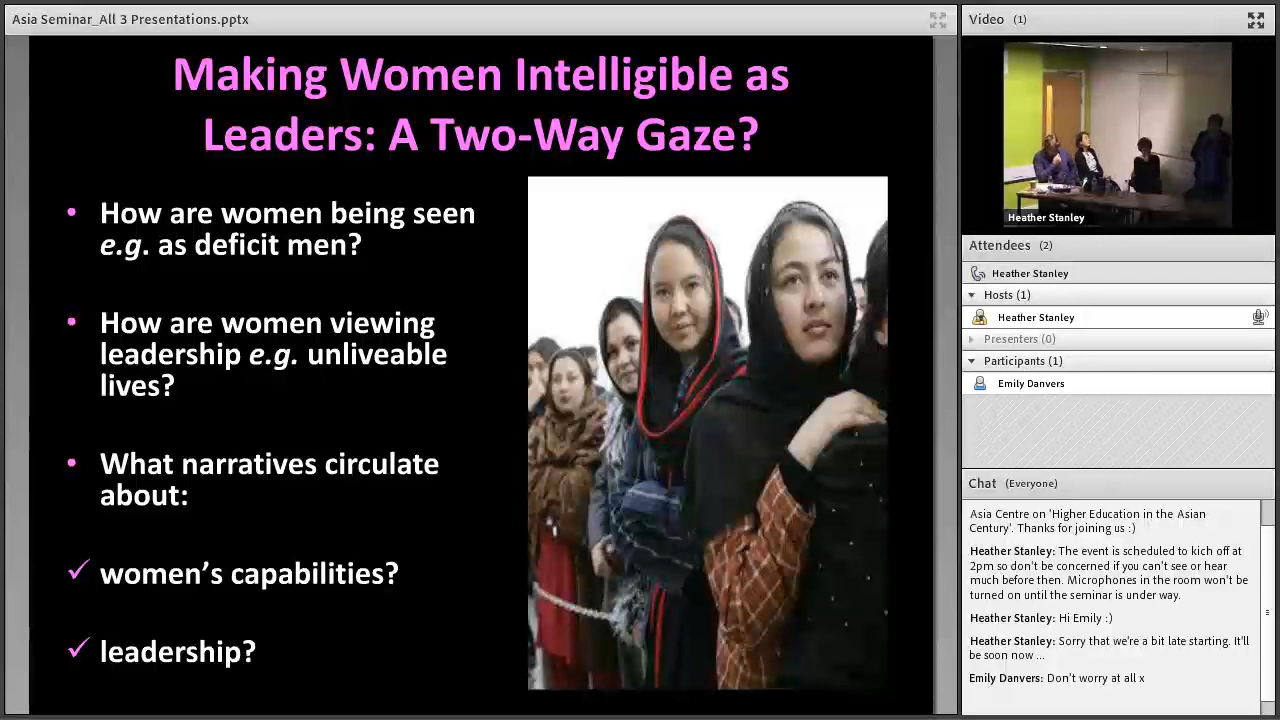 Asia Seminar_All 3 Presentations.pptx
Making Women Intelligible as
Leaders: A Two-Way Gaze?
• How are women being seen
e.g. as deficit men?
• How are women viewing
leadership e.g. unliveable
lives?
• What narratives circulate
about:
✓ women’s capabilities?
✓ leadership?
Video (1)
Heather Stanley
Attendees (2)
Heather Stanley
Hosts (1)
Heather Stanley
Presenters (0)
Participants (1)
Emily Danvers
Chat (Everyone)
Asia Centre on 'Higher Education in the Asian
Century'. Thanks for joining us :)
Heather Stanley: The event is scheduled to kick off at
2pm so don't be concerned if you can't see or hear
much before then. Microphones in the room won't be
turned on until the seminar is under way.
Heather Stanley: Hi Emily :)
Heather Stanley: Sorry that we're a bit late starting. It'll
be soon now ...
Emily Danvers: Don't worry at all x